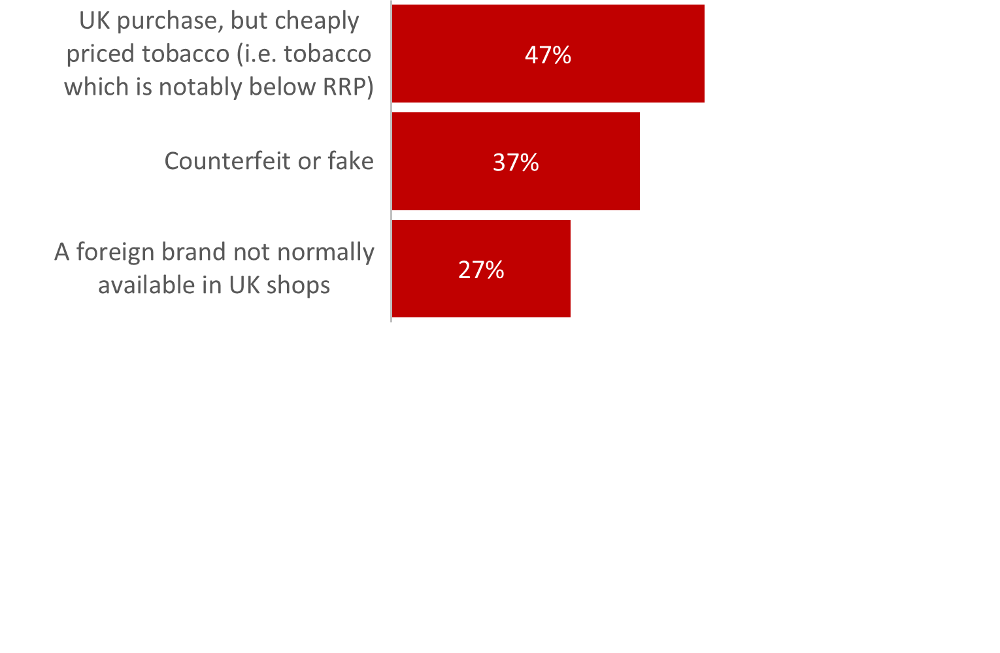 UK purchase, but cheaply
priced tobacco (i.e. tobacco
which is notably below RRP)
47%
Counterfeit or fake
37%
A foreign brand not normally
available in UK shops
27%